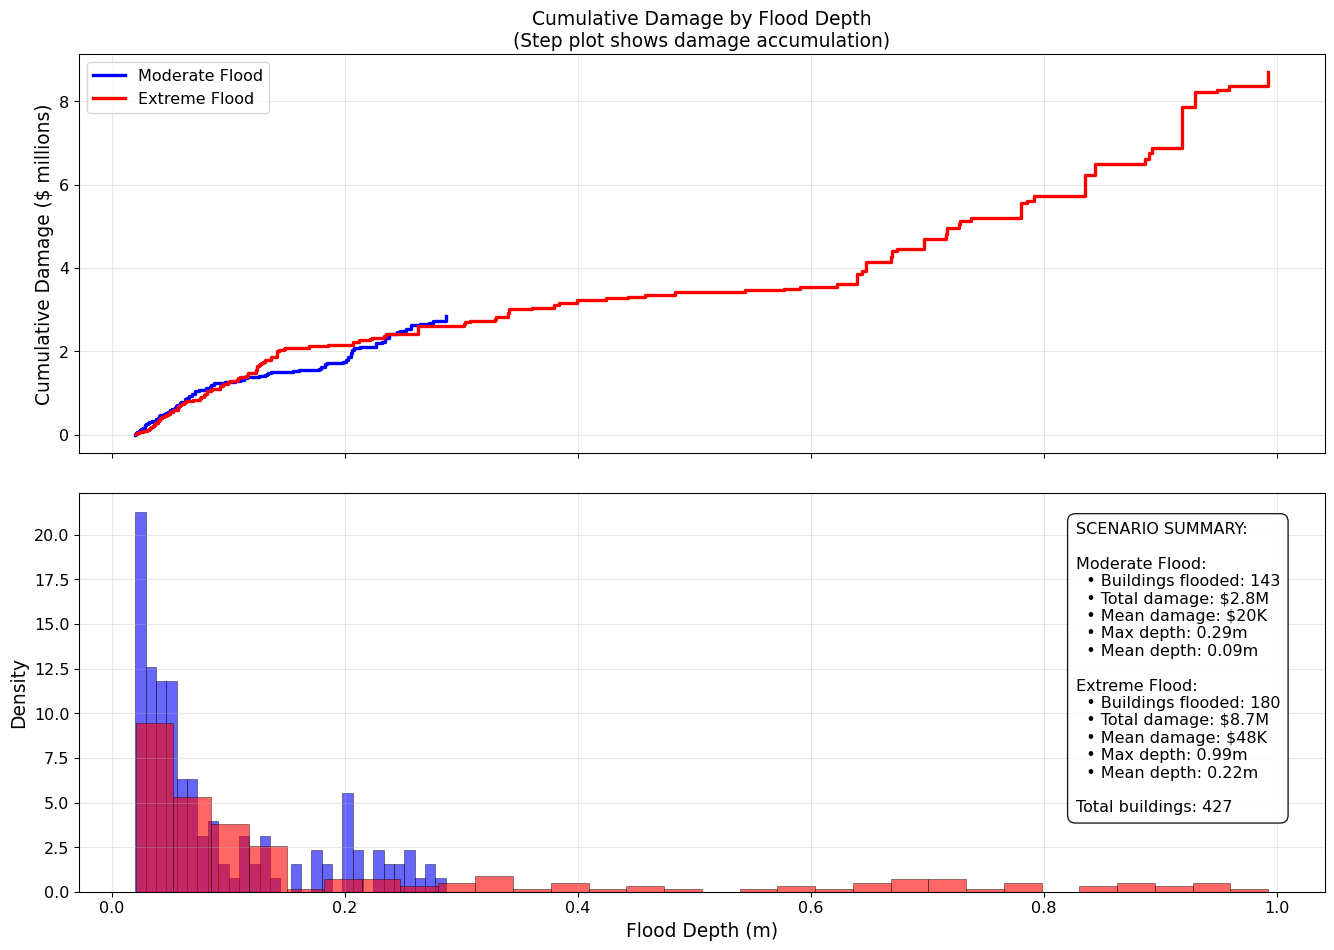 Cumulative Damage by Flood Depth
(Step plot shows damage accumulation)
Cumulative Damage ($ millions)
8
6
4
2
0
Moderate Flood
Extreme Flood
Density
20.0
17.5
15.0
12.5
10.0
7.5
5.0
2.5
0.0
SCENARIO SUMMARY:
Moderate Flood:
• Buildings flooded: 143
• Total damage: $2.8M
• Mean damage: $20K
• Max depth: 0.29m
• Mean depth: 0.09m
Extreme Flood:
• Buildings flooded: 180
• Total damage: $8.7M
• Mean damage: $48K
• Max depth: 0.99m
• Mean depth: 0.22m
Total buildings: 427
0.0 0.2 0.4 0.6 0.8 1.0
Flood Depth (m)